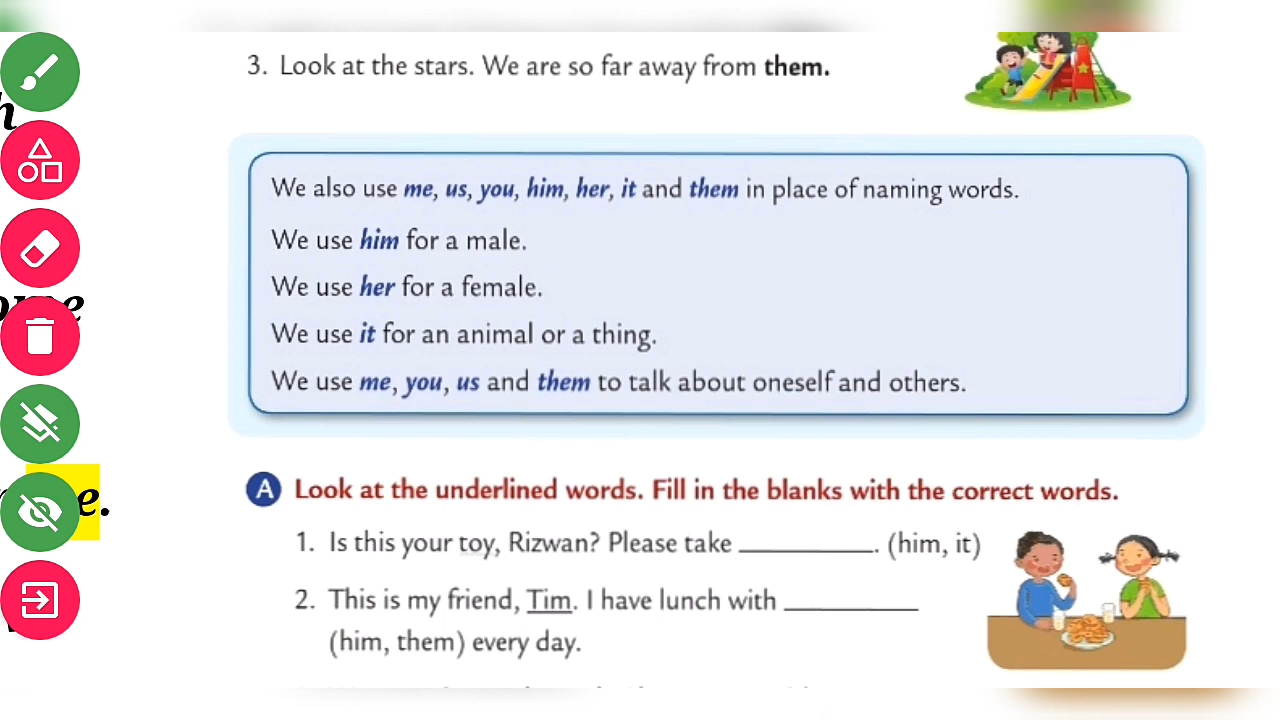 3. Look at the stars. We are so far away from them.
We also use me, us, you, him, her, it and them in place of naming words.
We use him for a male.
We use her for a female.
We use it for an animal or a thing.
We use me, you, us and them to talk about oneself and others.
A Look at the underlined words. Fill in the blanks with the correct words.
1. Is this your toy, Rizwan? Please take ________. (him, it)
2. This is my friend, Tim. I have lunch with ________
(him, them) every day.